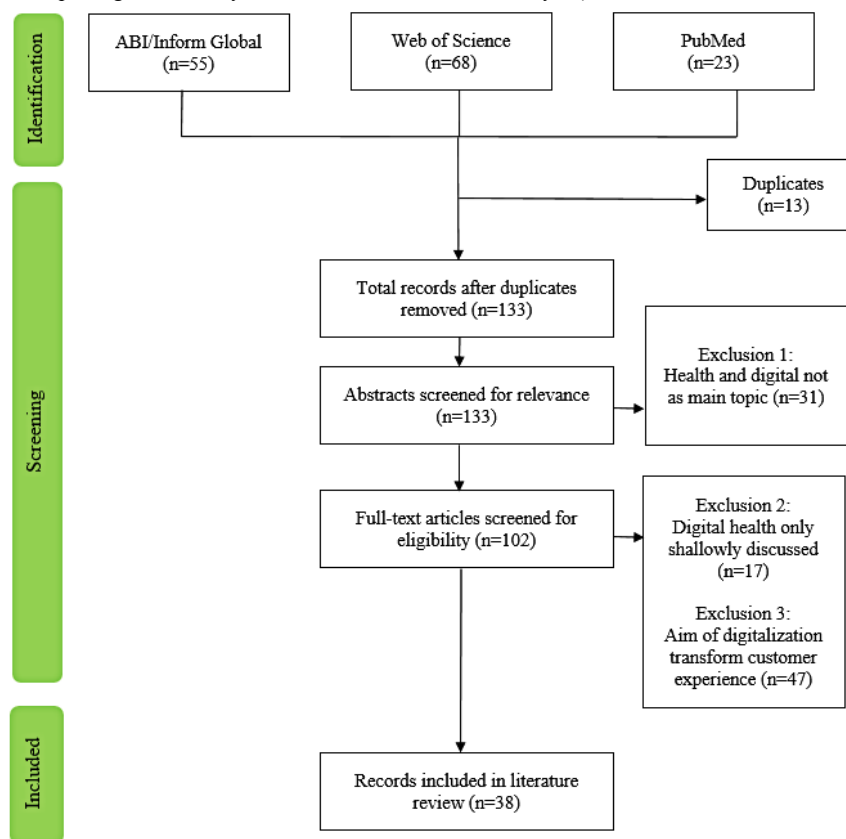 ABI/Inform Global
(n=55)
Web of Science
(n=68)
PubMed
(n=23)
Identification
Duplicates
(n=13)
Total records after duplicates
removed (n=133)
Abstracts screened for relevance
(n=133)
Exclusion 1:
Health and digital not
as main topic (n=31)
Screening
Full-text articles screened for
eligibility (n=102)
Exclusion 2:
Digital health only
shallowly discussed
(n=17)
Exclusion 3:
Aim of digitalization
transform customer
experience (n=47)
Included
Records included in literature
review (n=38)